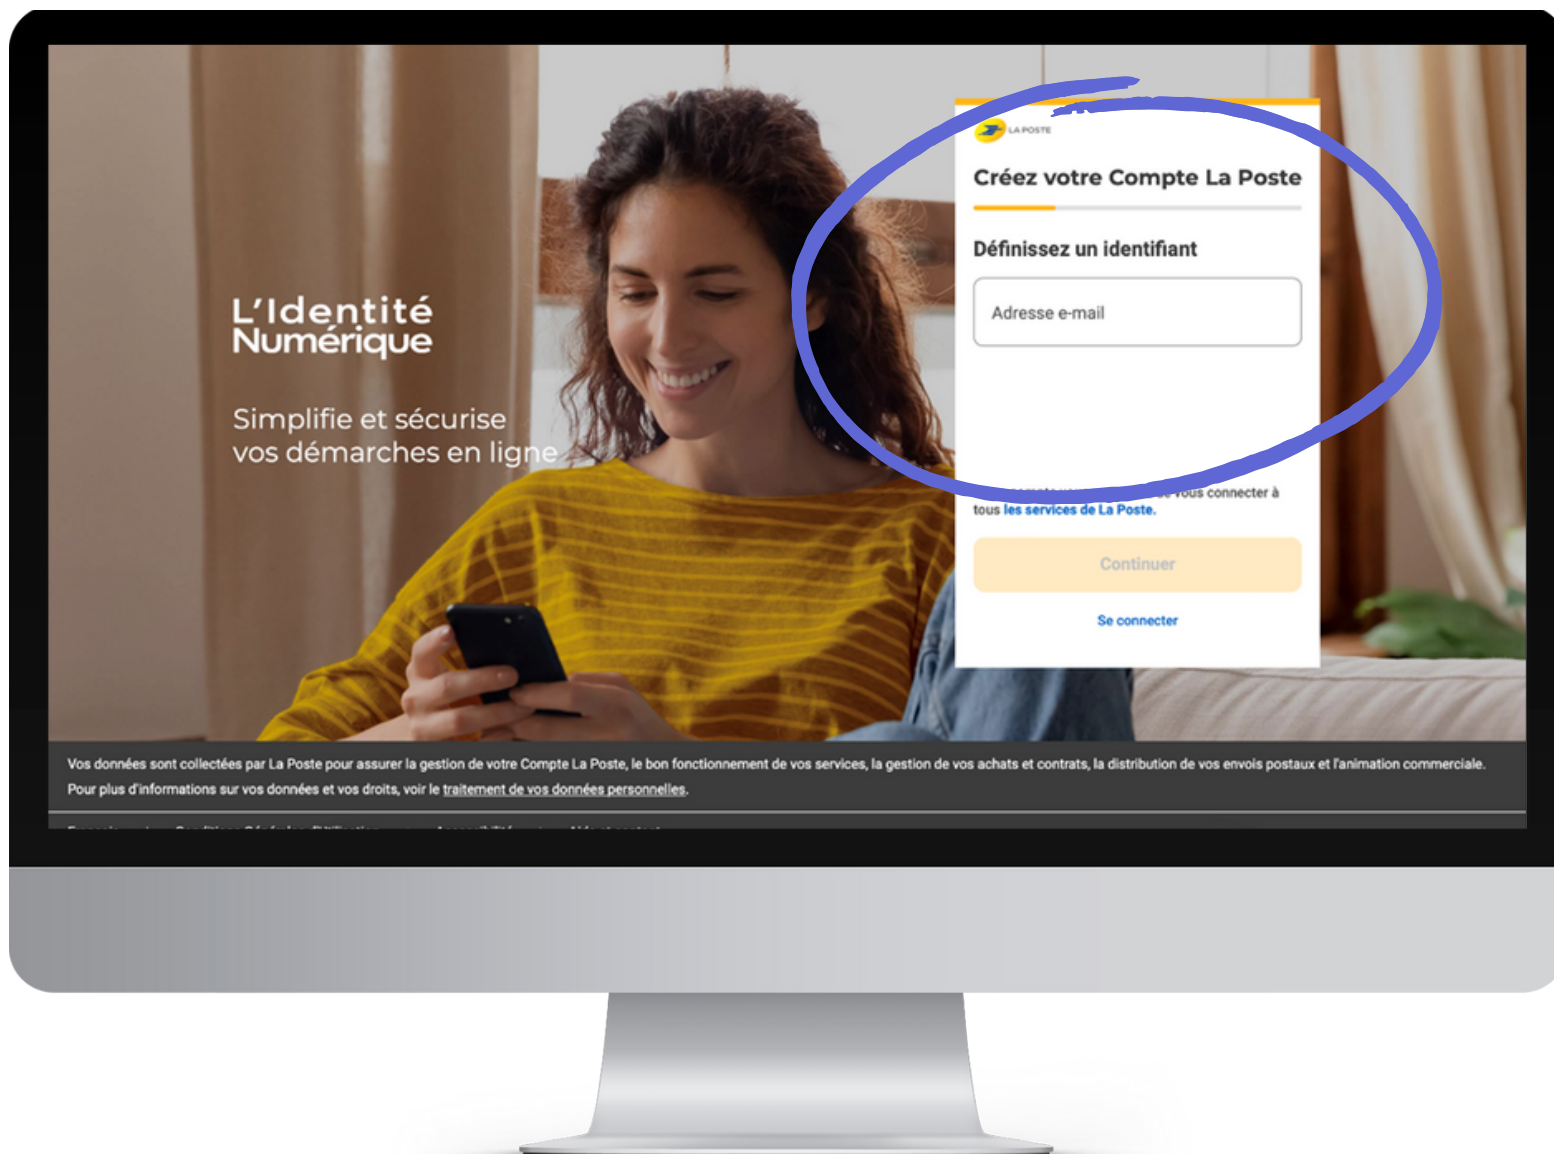 L'Identité
Numérique
Simplifie et sécurise
vos démarches en ligne
LA POSTE
Créez votre Compte La Poste
Définissez un identifiant
Adresse e-mail
vous connecter à
tous les services de La Poste.
Continuer
Se connecter
Vos données sont collectées par La Poste pour assurer la gestion de votre Compte La Poste, le bon fonctionnement de vos services, la gestion de vos achats et contrats, la distribution de vos envois postaux et l'animation commerciale.
Pour plus d'informations sur vos données et vos droits, voir le traitement de vos données personnelles.